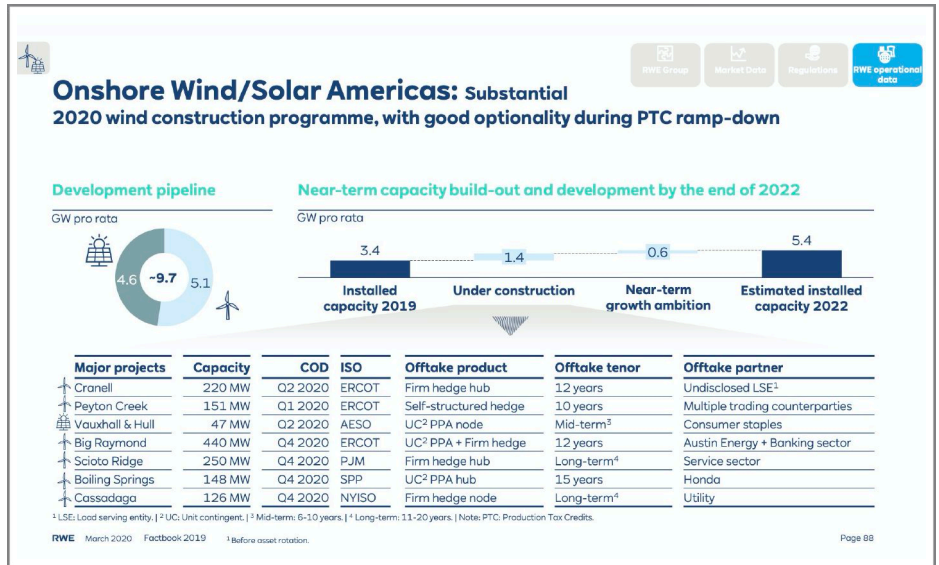 RWE Group
Market Data
Regulations
RWE operational
data
Onshore Wind/Solar Americas: Substantial
2020 wind construction programme, with good optionality during PTC ramp-down
Development pipeline
GW pro rata
4.6
~9.7
5.1
Near-term capacity build-out and development by the end of 2022
GW pro rata
3.4
1.4
0.6
5.4
Installed
capacity 2019
Under construction
Near-term
growth ambition
Estimated installed
capacity 2022
Major projects Capacity COD ISO Offtake product Offtake tenor Offtake partner
Cranell 220 MW Q2 2020 ERCOT Firm hedge hub 12 years Undisclosed LSE¹
Peyton Creek 151 MW Q1 2020 ERCOT Self-structured hedge 10 years Multiple trading counterparties
Vauxhall & Hull 47 MW Q2 2020 AESO UC² PPA node Mid-term³ Consumer staples
Big Raymond 440 MW Q4 2020 ERCOT UC² PPA + Firm hedge 12 years Austin Energy + Banking sector
Scioto Ridge 250 MW Q4 2020 PJM Firm hedge hub Long-term⁴ Service sector
Boiling Springs 148 MW Q4 2020 SPP UC² PPA hub 15 years Honda
Cassadaga 126 MW Q4 2020 NYISO Firm hedge node Long-term⁴ Utility
¹ LSE: Load serving entity. | ² UC: Unit contingent. | ³ Mid-term: 6-10 years. | ⁴ Long-term: 11-20 years. | Note: PTC: Production Tax Credits.
RWE March 2020 Factbook 2019 ¹ Before asset rotation. Page 88